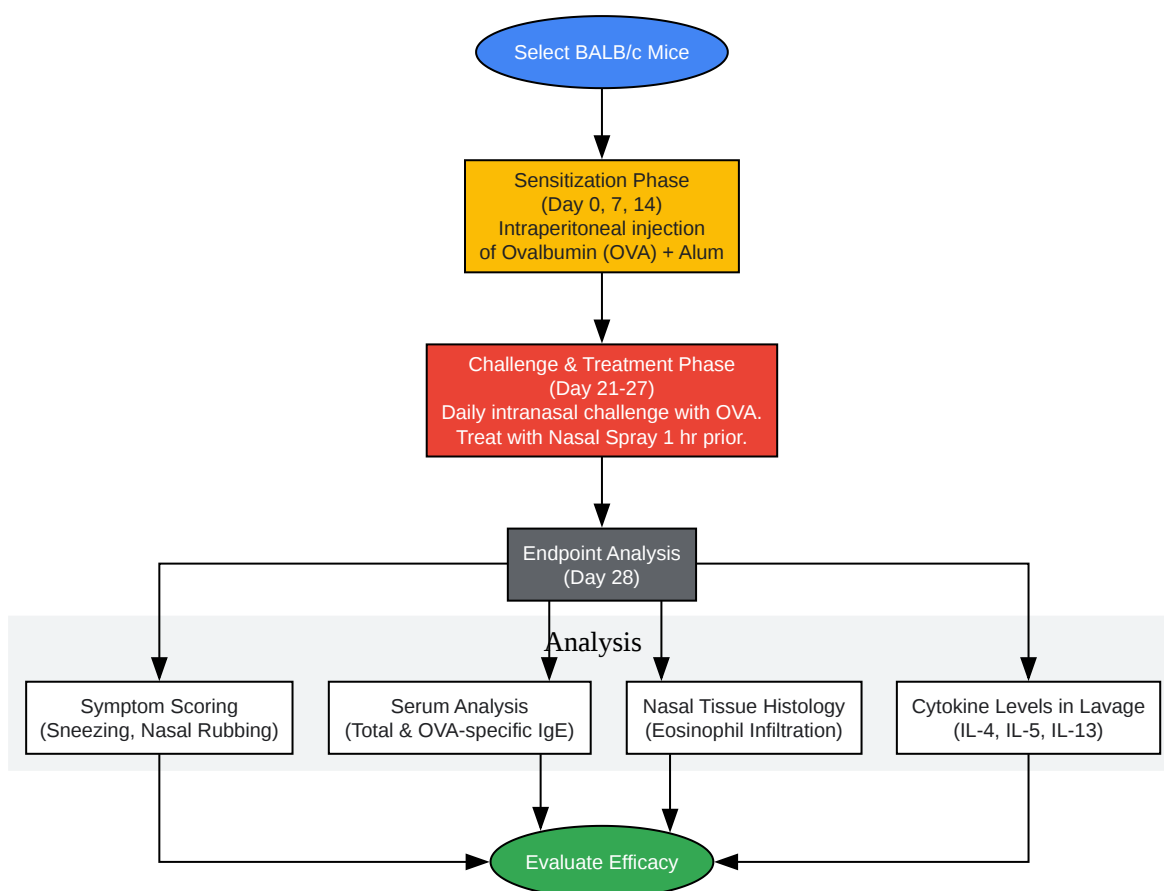 Select BALB/c Mice
Sensitization Phase
(Day 0, 7, 14)
Intraperitoneal injection
of Ovalbumin (OVA) + Alum
Challenge & Treatment Phase
(Day 21-27)
Daily intranasal challenge with OVA.
Treat with Nasal Spray 1 hr prior.
Endpoint Analysis
(Day 28)
Analysis
Symptom Scoring
(Sneezing, Nasal Rubbing)
Serum Analysis
(Total & OVA-specific IgE)
Nasal Tissue Histology
(Eosinophil Infiltration)
Cytokine Levels in Lavage
(IL-4, IL-5, IL-13)
Evaluate Efficacy